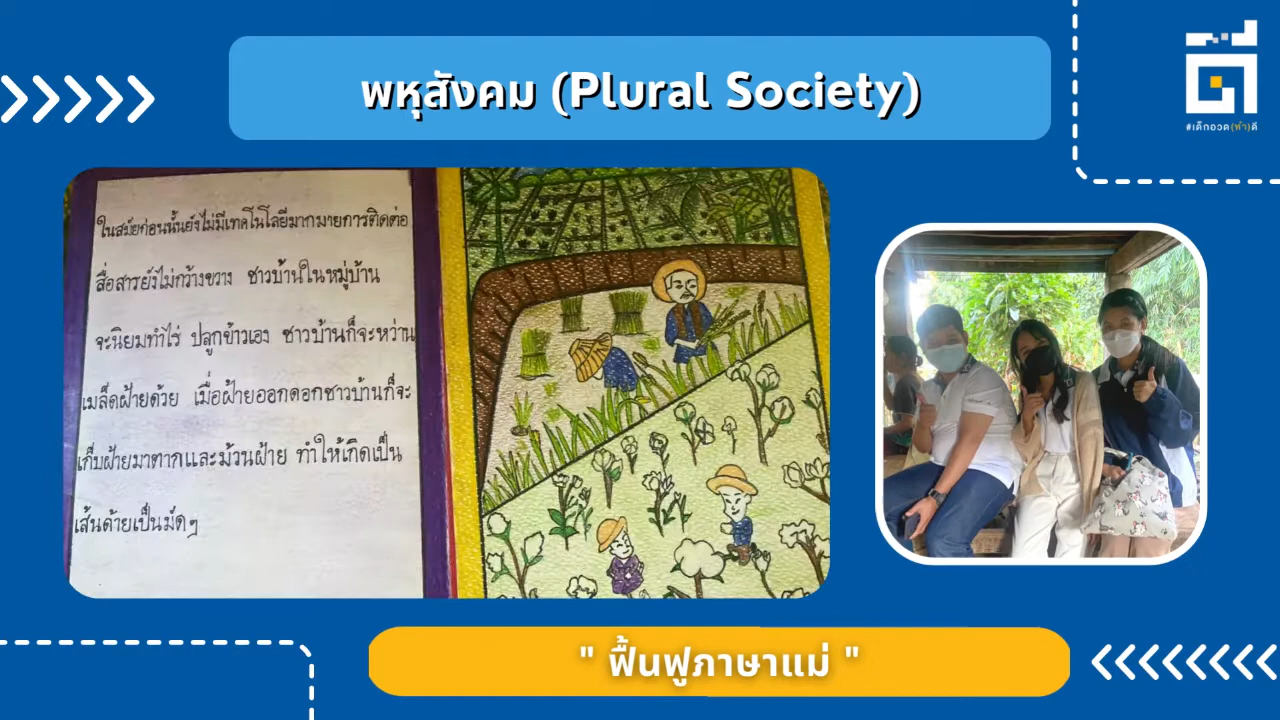 พหุสังคม (Plural Society)
#เด็กอวด(ทำ)ดี
ในสมัยก่อนนั้นยังไม่มีเทคโนโลยีมากมายการติดต่อ
สื่อสารยังไม่กว้างขวาง ชาวบ้านในหมู่บ้าน
จะนิยมทำไร่ ปลูกข้าวเอง ชาวบ้านก็จะหว่าน
เมล็ดฝ้ายด้วย เมื่อฝ้ายออกดอกชาวบ้านก็จะ
เก็บฝ้ายมาตากและม้วนฝ้าย ทำให้เกิดเป็น
เส้นด้ายเป็นมัดๆ
" ฟื้นฟูภาษาแม่ "